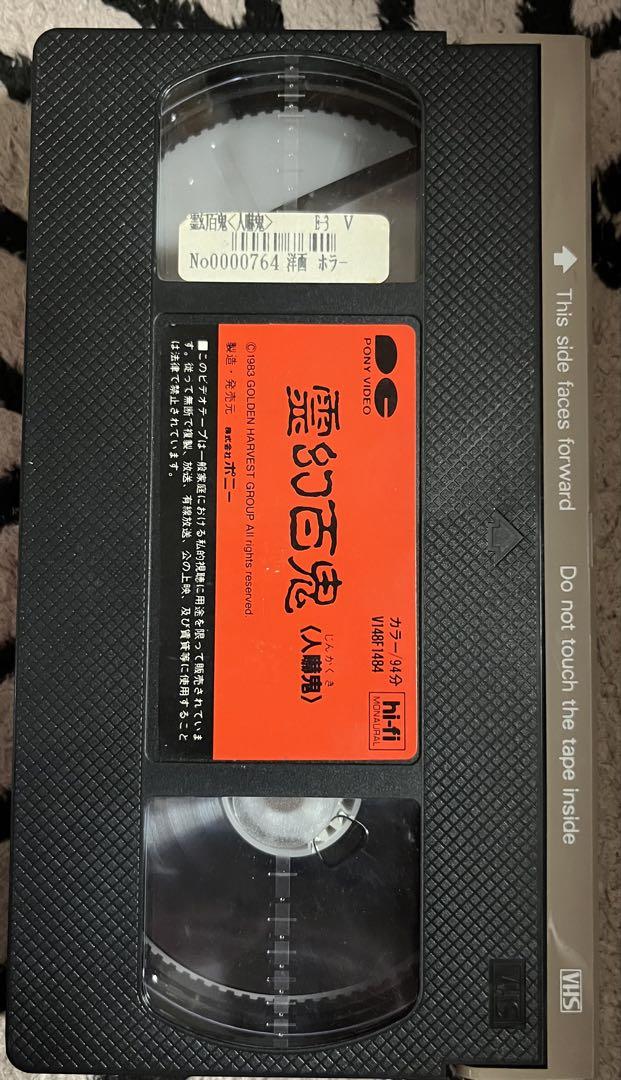 霊幻百鬼〈人嚇鬼〉 B-3 V
No0000764 洋画 ホラー
PONY VIDEO
霊幻百鬼
じんかくき
〈人嚇鬼〉
カラー/94分
V148F1484
hi-fi
MONAURAL
©1983 GOLDEN HARVEST GROUP All rights reserved.
製造・発売元 株式会社ポニー
■このビデオテープは一般家庭における私的視聴に用途を限って販売されていま
す。従って無断で複製、放送、有線放送、公の上映、及び賃貸等に使用すること
は法律で禁止されています。
This side faces forward Do not touch the tape inside
VHS
VHS